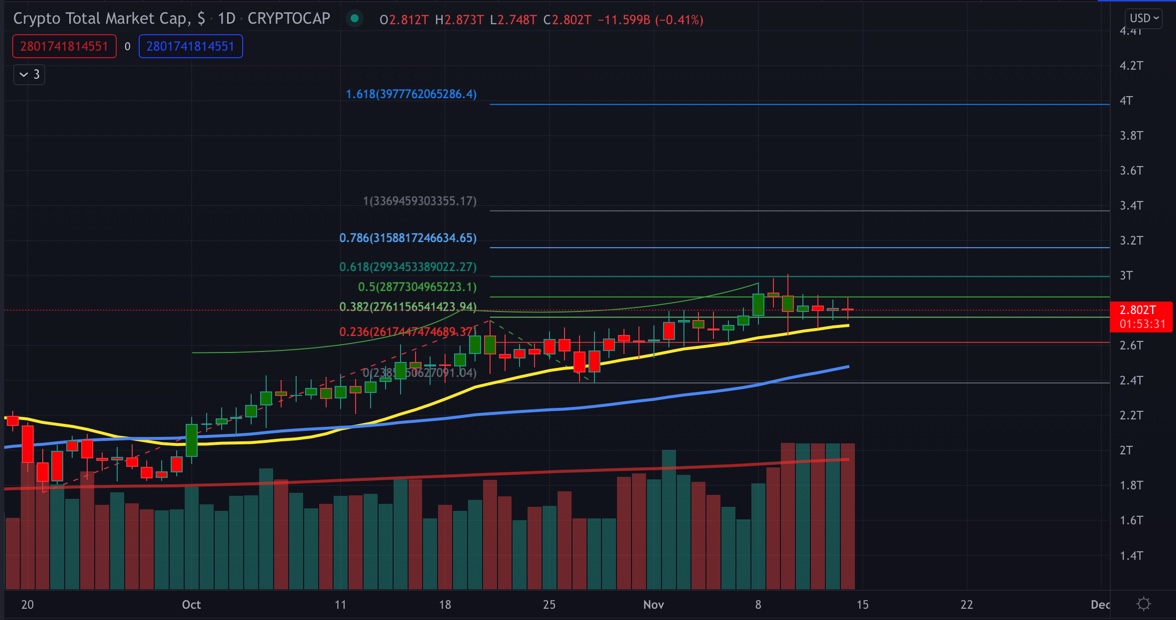 Crypto Total Market Cap, $ · 1D · CRYPTOCAP O2.812T H2.873T L2.748T C2.802T −11.599B (−0.41%)
USD
2801741814551 0 2801741814551
3
4.4T
4.2T
1.618(3977762065286.4)
4T
3.8T
3.6T
1(3369459303355.17)
3.4T
0.786(3158817246634.65)
3.2T
0.618(2993453389022.27)
3T
0.5(2877304965223.1)
0.382(2761156541423.94)
2.802T
01:53:31
0.236(2617447474689.37)
2.6T
2.4T
2.2T
2T
1.8T
1.6T
1.4T
20 Oct 11 18 25 Nov 8 15 22 Dec